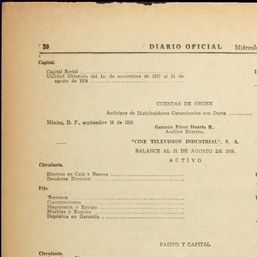 20 DIARIO OFICIAL Miércole
Capital.
Capital Social
Utilidad Obtenida del 1o. de noviembre de 1957 al 31 de
agosto de 1958
CUENTAS DE ORDEN
Anticipos de Distribuidores Garantizados con Docts.
México, D. F., septiembre 10 de 1958.
Germán Pérez Duarte R.,
Auditor Externo.
"CINE TELEVISION INDUSTRIAL", S. A.
BALANCE AL 31 DE AGOSTO DE 1958.
ACTIVO
Circulante.
Efectivo en Caja y Bancos
Deudores Diversos
Fijo.
Terrenos
Construcciones
Maquinaria y Equipo
Muebles y Enseres
Depósitos en Garantía
PASIVO Y CAPITAL
Circulante.